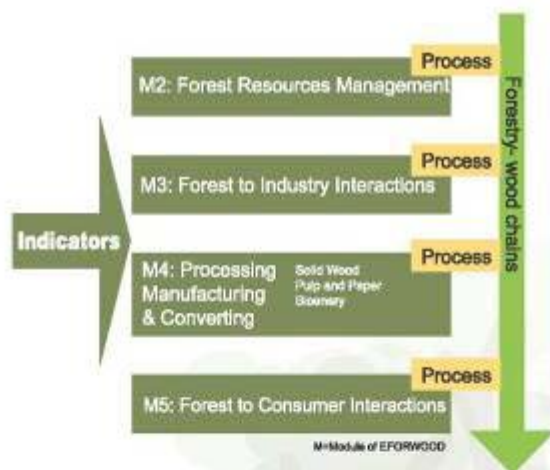 Process
M2: Forest Resources Management
Process
M3: Forest to Industry Interactions
Indicators
Process
M4: Processing
Manufacturing
& Converting
Solid Wood
Pulp and Paper
Process
M5: Forest to Consumer Interactions
M=Module of EFORWOOD
Forestry- wood chains